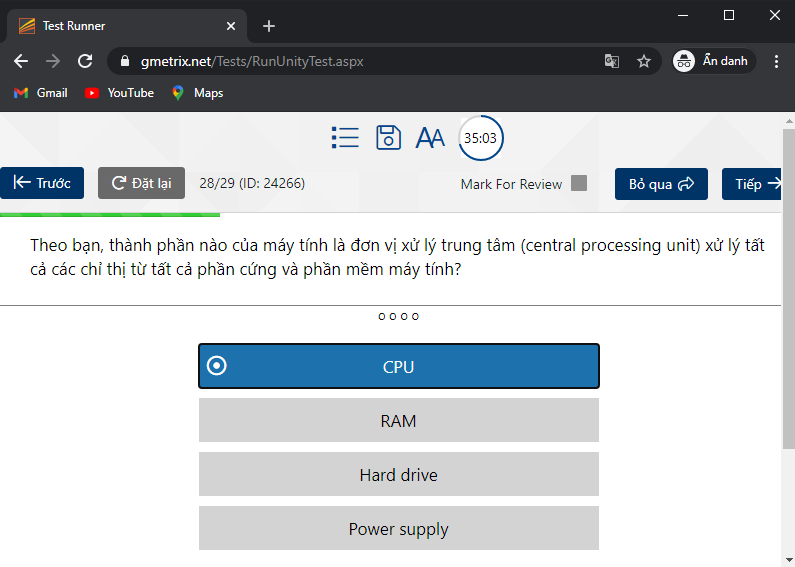 Test Runner
gmetrix.net/Tests/RunUnityTest.aspx
Ẩn danh
Gmail
YouTube
Maps
AA
35:03
Trước
Đặt lại
28/29 (ID: 24266)
Mark For Review
Bỏ qua
Tiếp
Theo bạn, thành phần nào của máy tính là đơn vị xử lý trung tâm (central processing unit) xử lý tất
cả các chỉ thị từ tất cả phần cứng và phần mềm máy tính?
CPU
RAM
Hard drive
Power supply